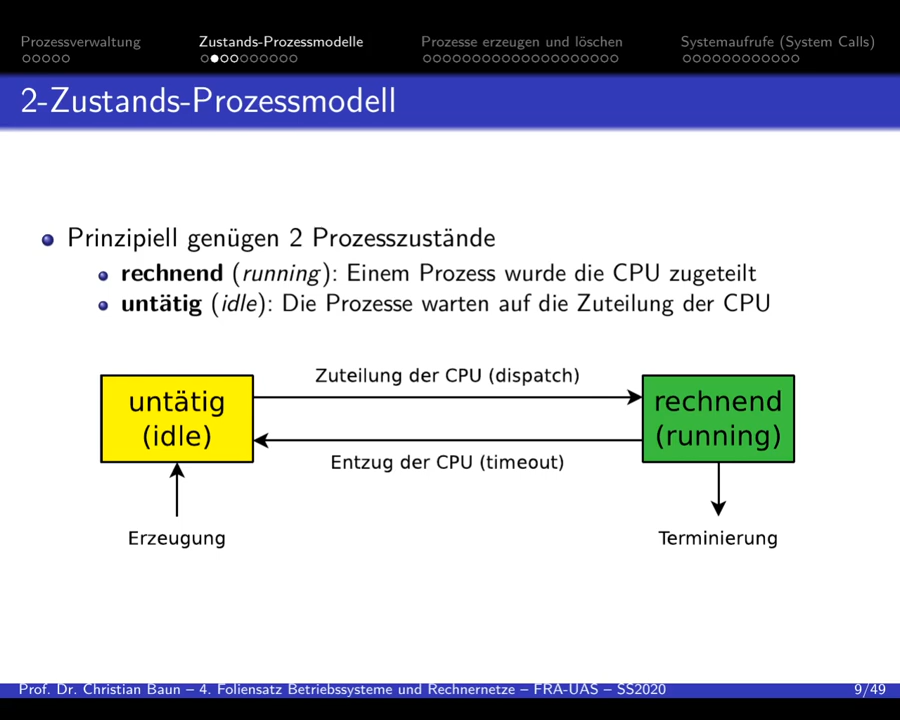 Prozessverwaltung Zustands-Prozessmodelle Prozesse erzeugen und löschen Systemaufrufe (System Calls)
2-Zustands-Prozessmodell
Prinzipiell genügen 2 Prozesszustände
rechnend (running): Einem Prozess wurde die CPU zugeteilt
untätig (idle): Die Prozesse warten auf die Zuteilung der CPU
Zuteilung der CPU (dispatch)
untätig
(idle)
rechnend
(running)
Entzug der CPU (timeout)
Erzeugung
Terminierung
Prof. Dr. Christian Baun – 4. Foliensatz Betriebssysteme und Rechnernetze – FRA-UAS – SS2020 9/49